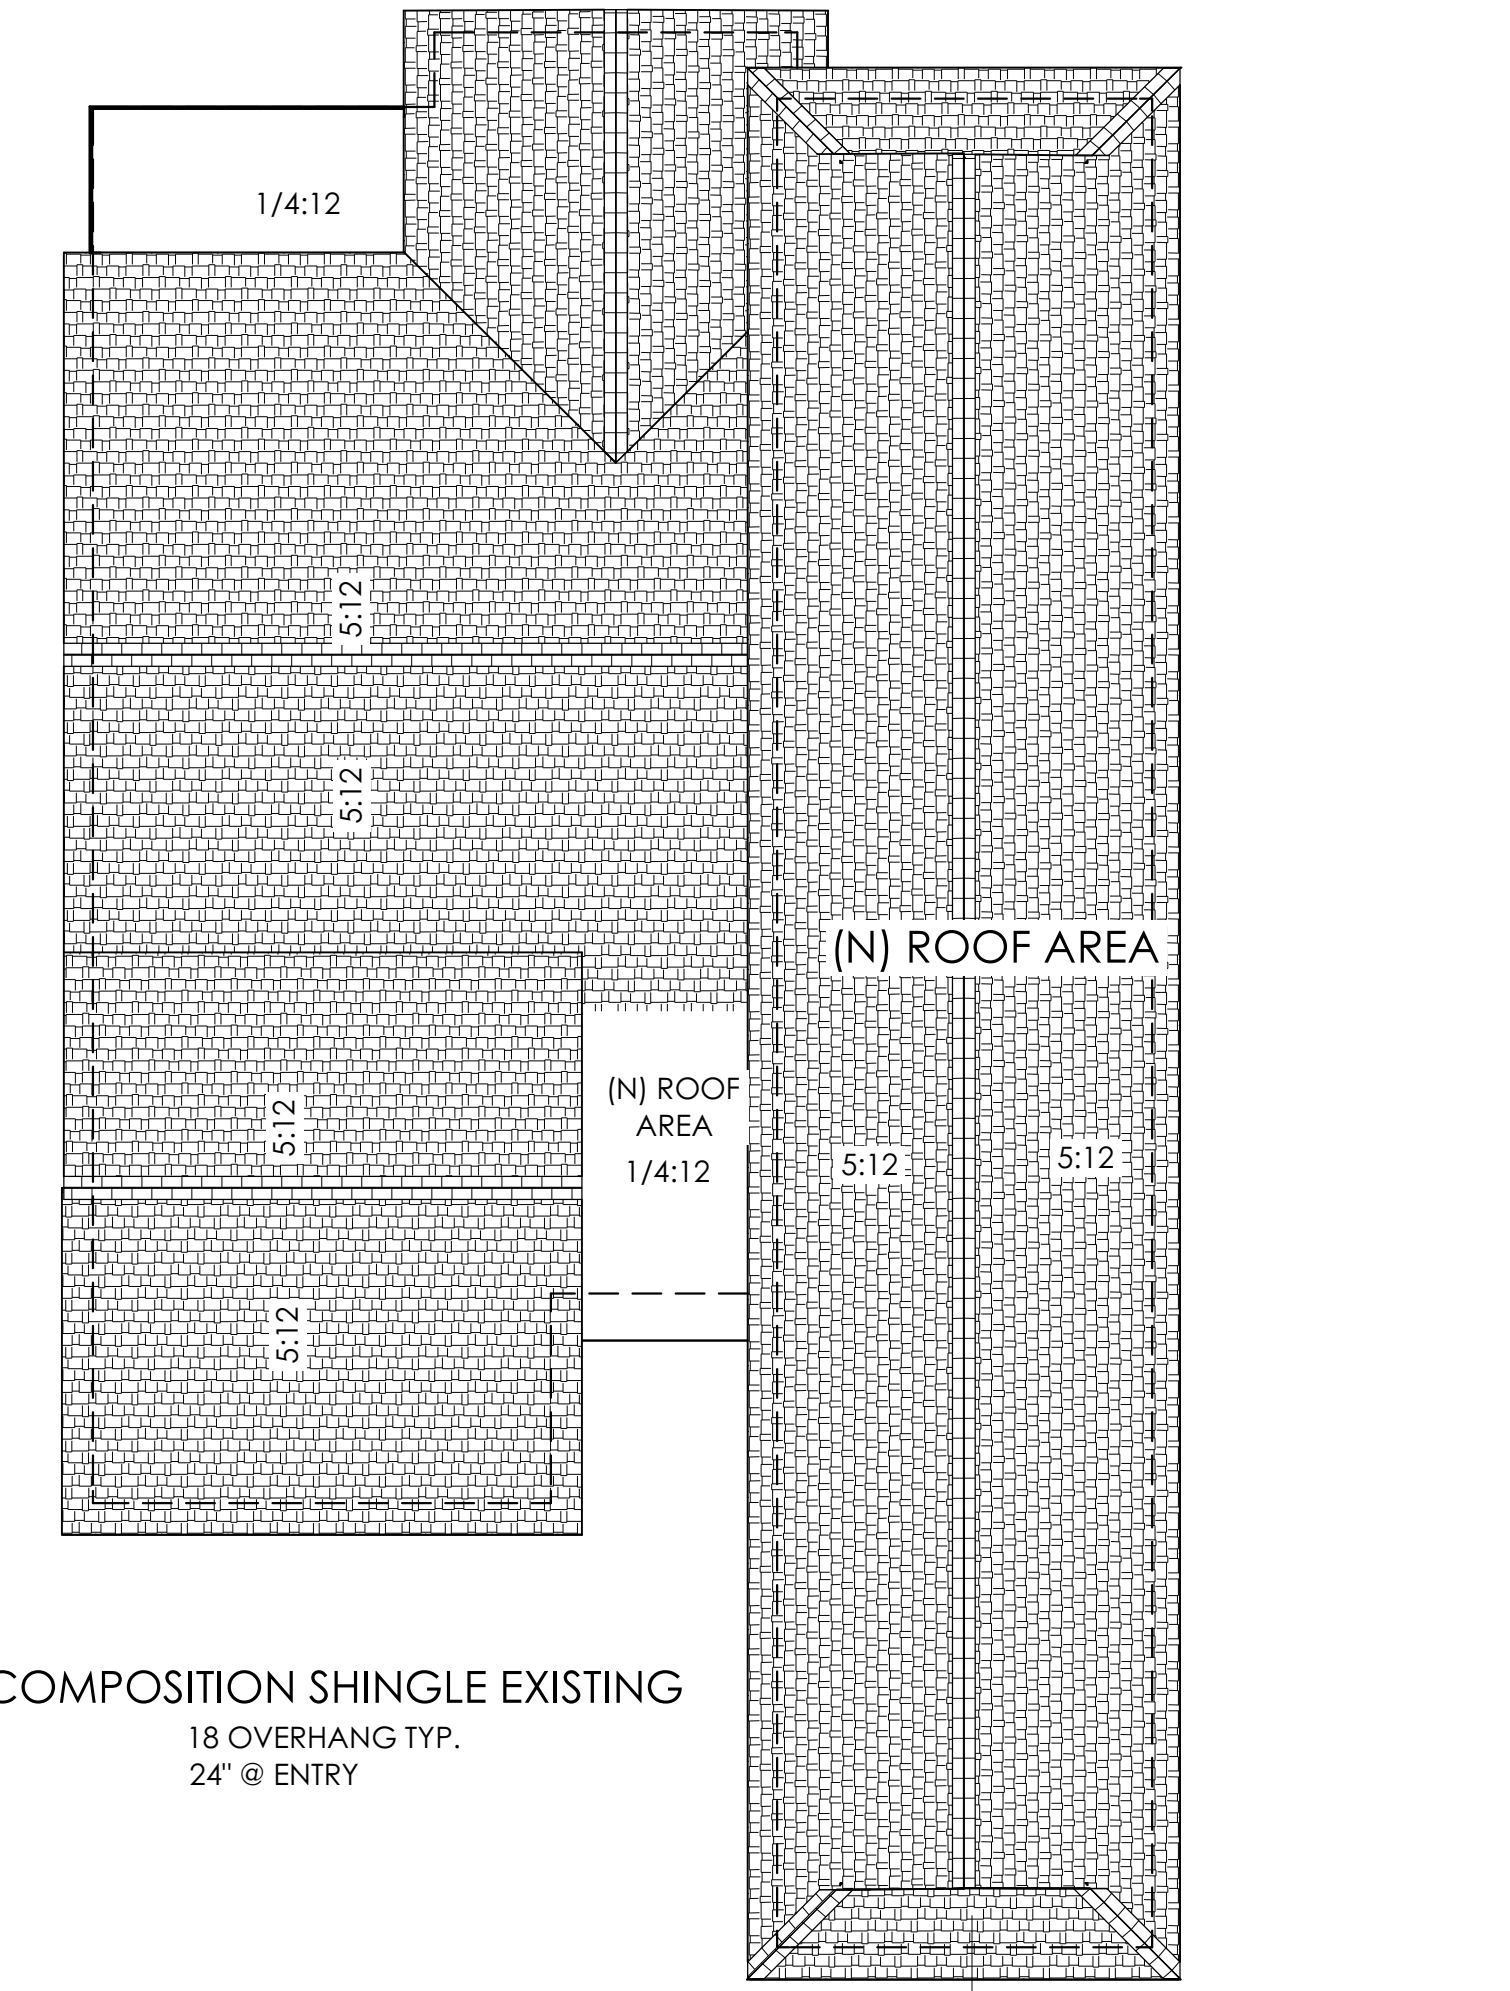 1/4:12
5:12
5:12
(N) ROOF AREA
(N) ROOF
AREA
1/4:12
5:12
5:12
5:12
5:12
COMPOSITION SHINGLE EXISTING
18 OVERHANG TYP.
24" @ ENTRY